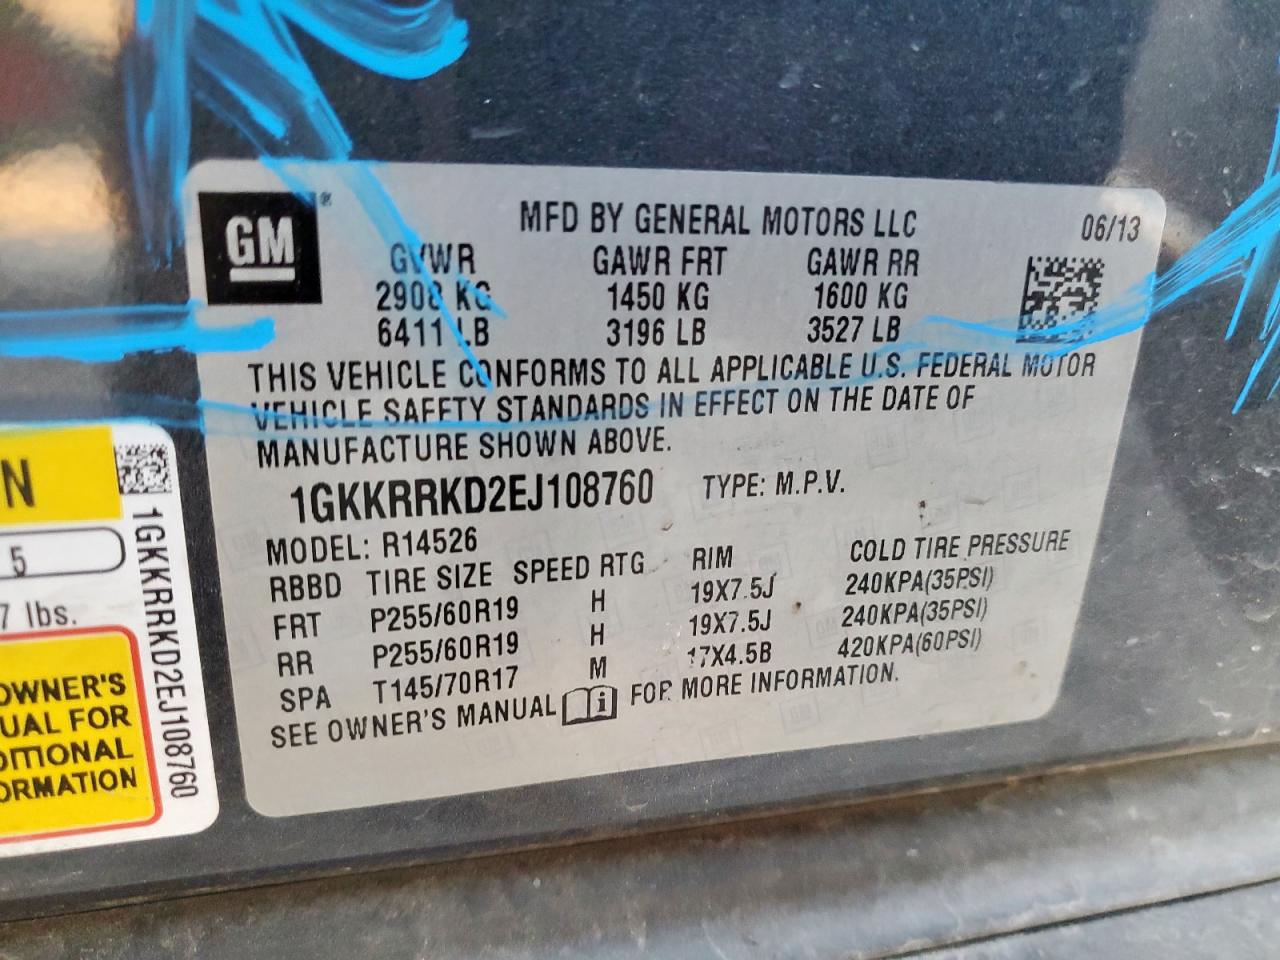 GM ®
MFD BY GENERAL MOTORS LLC 06/13
GVWR GAWR FRT GAWR RR
2908 KG 1450 KG 1600 KG
6411 LB 3196 LB 3527 LB
THIS VEHICLE CONFORMS TO ALL APPLICABLE U.S. FEDERAL MOTOR
VEHICLE SAFETY STANDARDS IN EFFECT ON THE DATE OF
MANUFACTURE SHOWN ABOVE.
1GKKRRKD2EJ108760 TYPE: M.P.V.
MODEL: R14526
RBBD TIRE SIZE SPEED RTG RIM COLD TIRE PRESSURE
FRT P255/60R19 H 19X7.5J 240KPA(35PSI)
RR P255/60R19 H 19X7.5J 240KPA(35PSI)
SPA T145/70R17 M 17X4.5B 420KPA(60PSI)
SEE OWNER'S MANUAL i FOR MORE INFORMATION.
N
5
7 lbs.
OWNER'S
UAL FOR
DITIONAL
ORMATION
1GKKRRKD2EJ108760